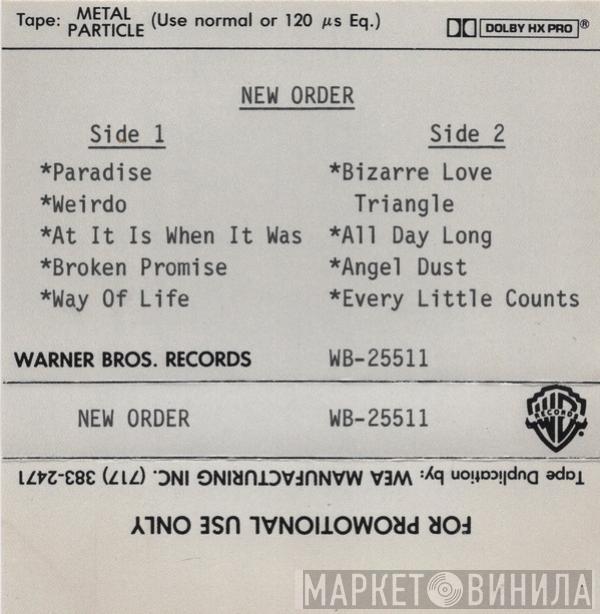 Tape: METAL PARTICLE (Use normal or 120 μs Eq.) DOLBY HX PRO®
NEW ORDER
Side 1
*Paradise
*Weirdo
*At It Is When It Was
*Broken Promise
*Way Of Life
Side 2
*Bizarre Love
Triangle
*All Day Long
*Angel Dust
*Every Little Counts
WARNER BROS. RECORDS WB-25511
NEW ORDER WB-25511
WB RECORDS
Tape Duplication by: WEA MANUFACTURING INC. (717) 383-2471
FOR PROMOTIONAL USE ONLY
МАРКЕТ ВИНИЛА